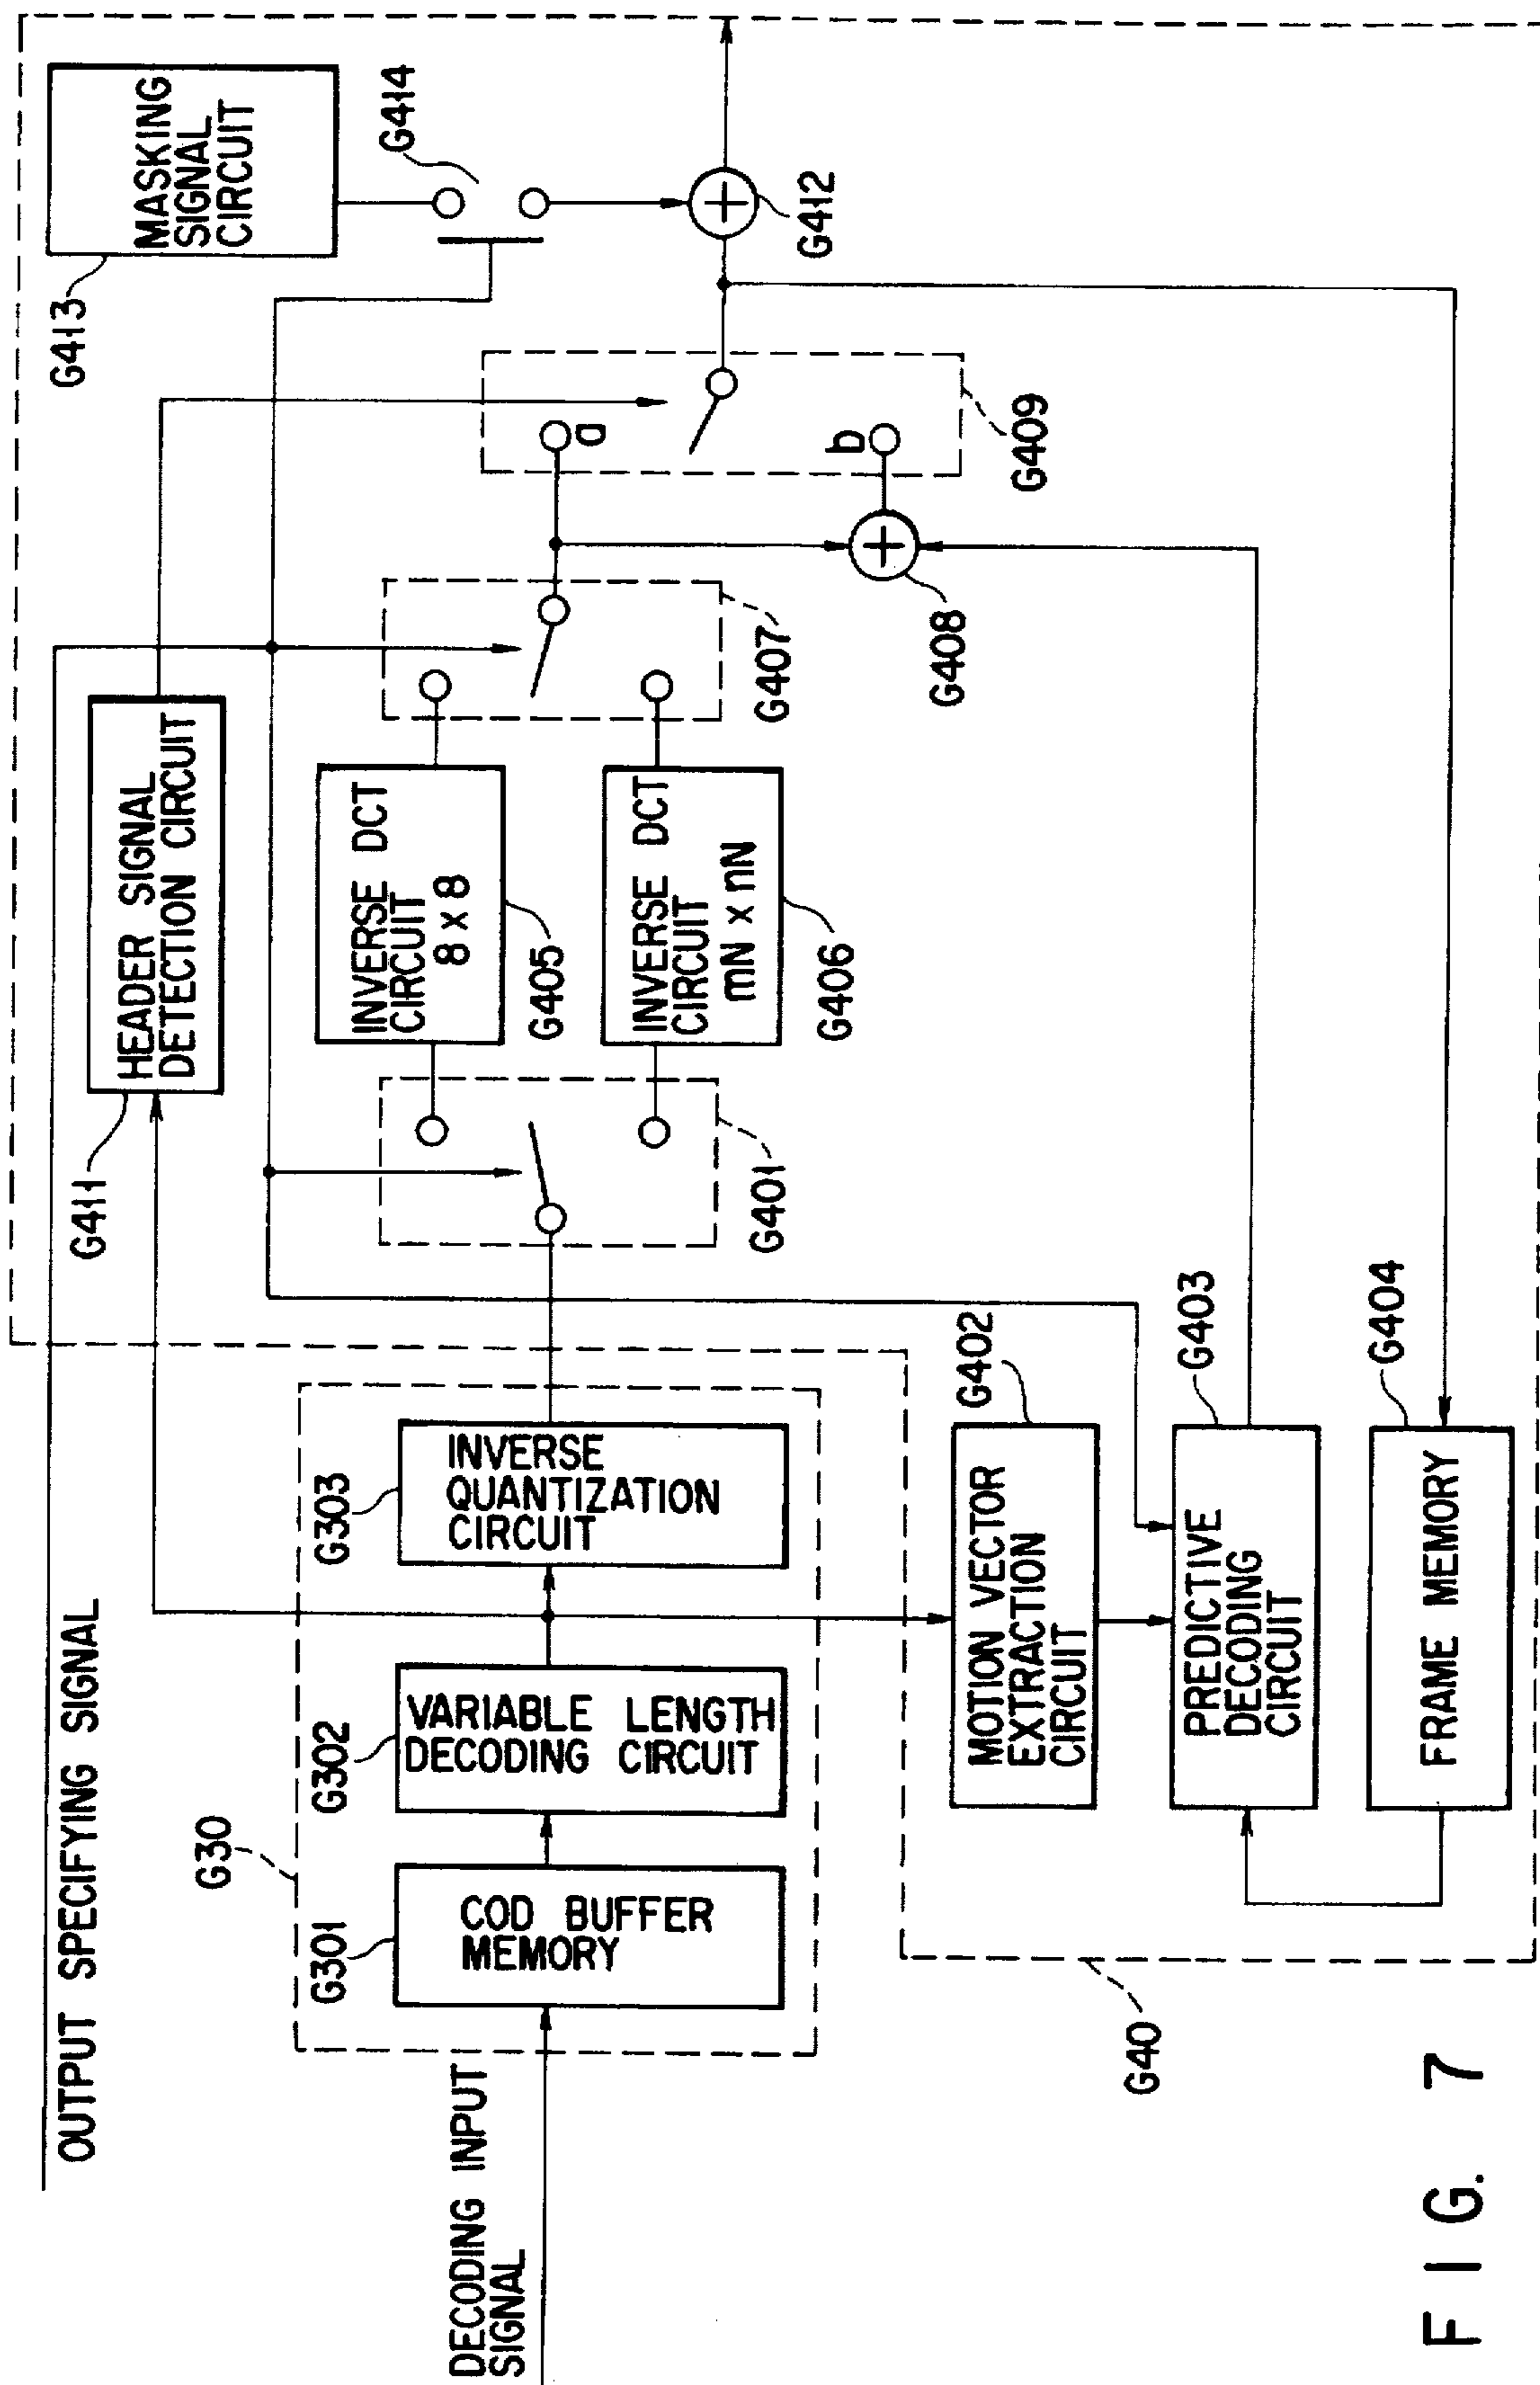 OUTPUT SPECIFYING SIGNAL
DECODING INPUT
SIGNAL
G30
G301
COD BUFFER
MEMORY
G302
VARIABLE LENGTH
DECODING CIRCUIT
G303
INVERSE
QUANTIZATION
CIRCUIT
G411
HEADER SIGNAL
DETECTION CIRCUIT
G401
INVERSE DCT
CIRCUIT
8 x 8
G405
INVERSE DCT
CIRCUIT
mN x nN
G406
G407
G408
a
b
G409
G413
MASKING
SIGNAL
CIRCUIT
G414
G412
G40
G402
MOTION VECTOR
EXTRACTION
CIRCUIT
G403
PREDICTIVE
DECODING
CIRCUIT
G404
FRAME MEMORY
FIG. 7